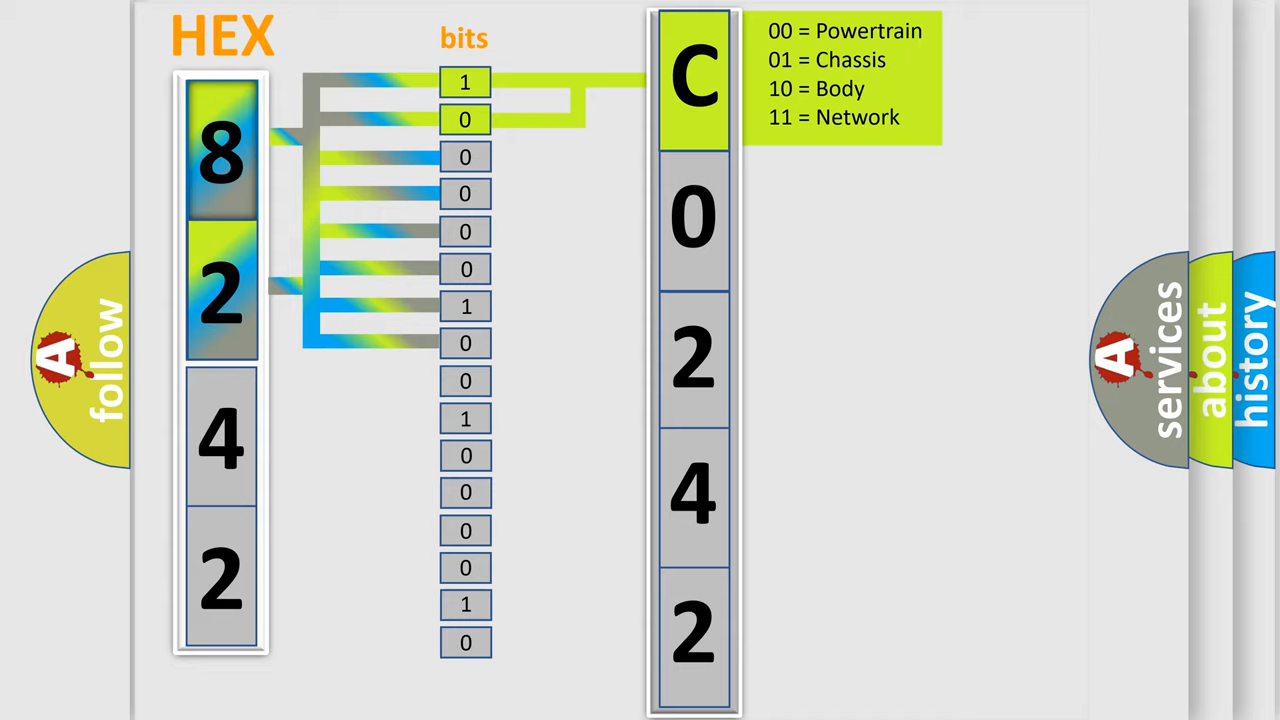 HEX
bits
8
2
4
2
1
0
0
0
0
0
1
0
0
1
0
0
0
0
1
0
C
0
2
4
2
00 = Powertrain
01 = Chassis
10 = Body
11 = Network
A
follow
A
services
about
history